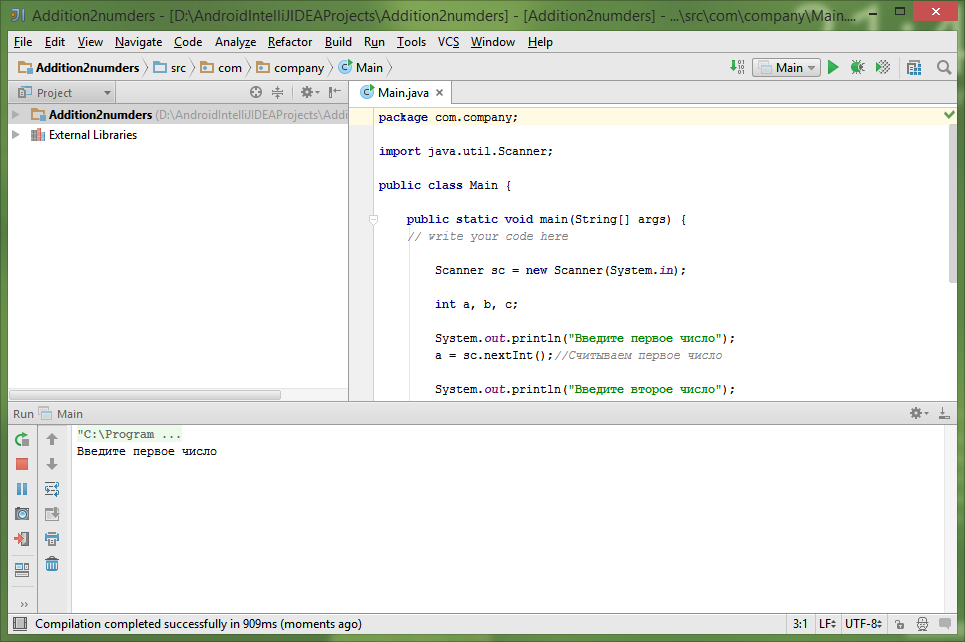 Addition2numders - [D:\AndroidIntelliJIDEAProjects\Addition2numders] - [Addition2numders] - ...\src\com\company\Main....
File Edit View Navigate Code Analyze Refactor Build Run Tools VCS Window Help
Addition2numders src com company Main Main
Project Main.java
Addition2numders (D:\AndroidIntelliJIDEAProjects\Addi
External Libraries
package com.company;
import java.util.Scanner;
public class Main {
public static void main(String[] args) {
// write your code here
Scanner sc = new Scanner(System.in);
int a, b, c;
System.out.println("Введите первое число");
a = sc.nextInt();//Считываем первое число
System.out.println("Введите второе число");
Run Main
"C:\Program ...
Введите первое число
Compilation completed successfully in 909ms (moments ago) 3:1 LF UTF-8